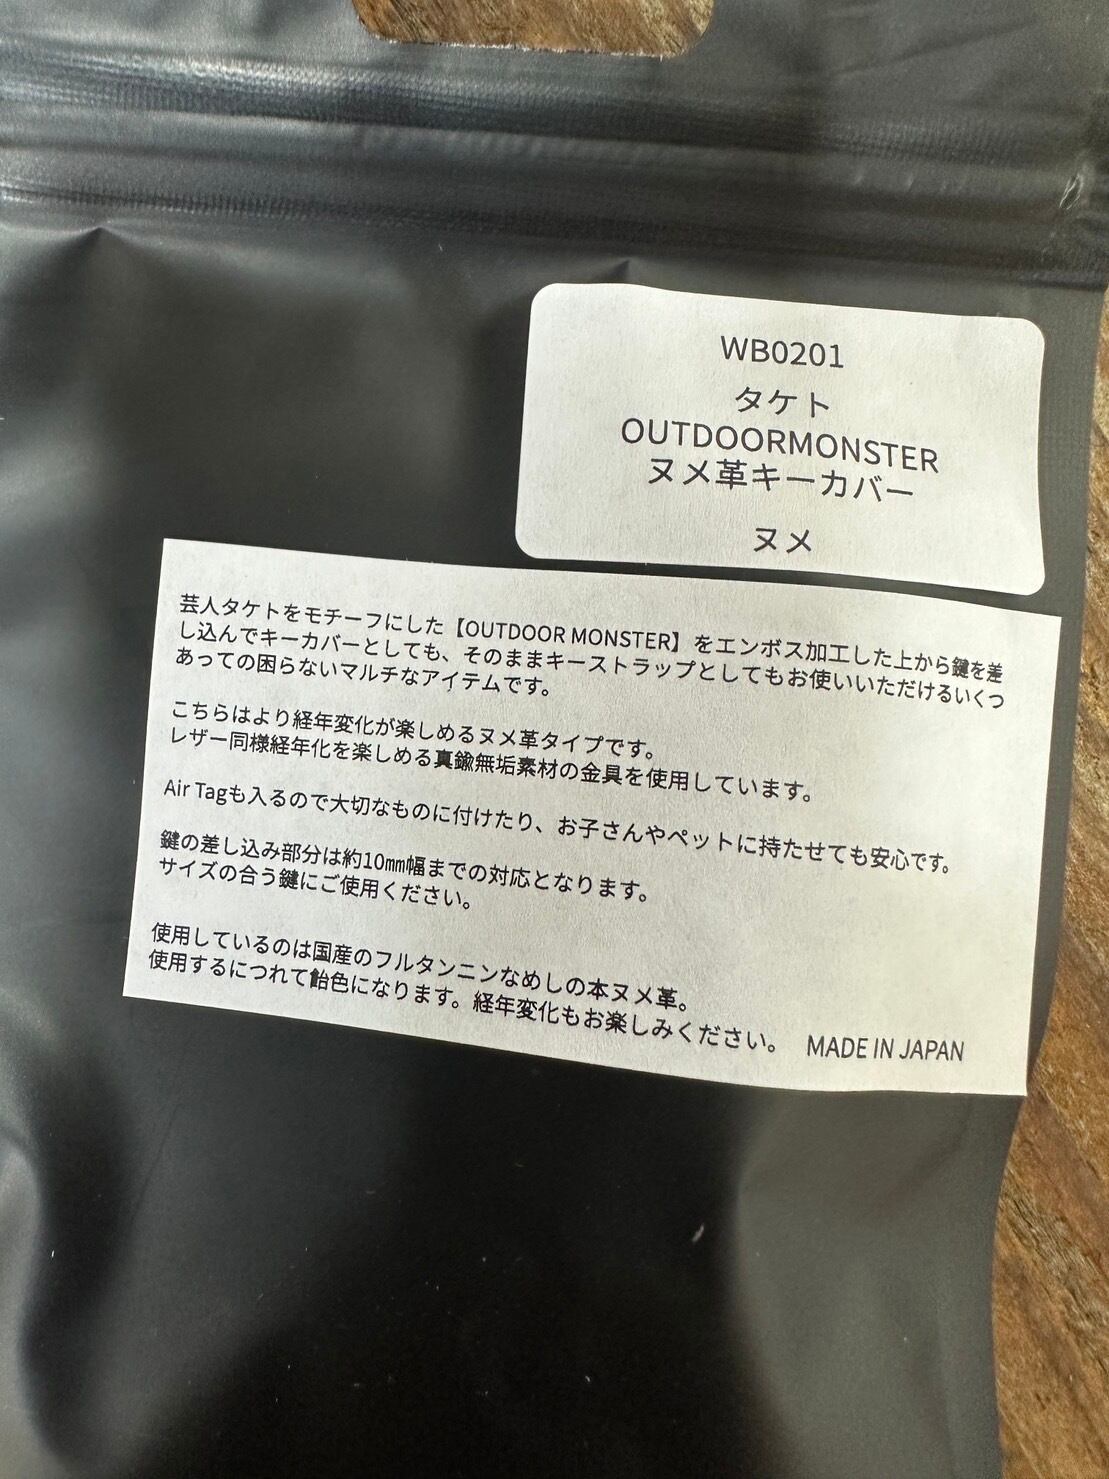 WB0201
タケト
OUTDOORMONSTER
ヌメ革キーカバー
ヌメ
芸人タケトをモチーフにした【OUTDOOR MONSTER】をエンボス加工した上から鍵を差
し込んでキーカバーとしても、そのままキーストラップとしてもお使いいただけるいくつ
あっての困らないマルチなアイテムです。
こちらはより経年変化が楽しめるヌメ革タイプです。
レザー同様経年化を楽しめる真鍮無垢素材の金具を使用しています。
Air Tagも入るので大切なものに付けたり、お子さんやペットに持たせても安心です。
鍵の差し込み部分は約10㎜幅までの対応となります。
サイズの合う鍵にご使用ください。
使用しているのは国産のフルタンニンなめしの本ヌメ革。
使用するにつれて飴色になります。経年変化もお楽しみください。 MADE IN JAPAN